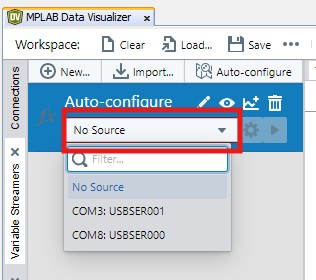 MPLAB Data Visualizer ×
Workspace: Clear Load... Save ...
Connections
Variable Streamers
New... Import... Auto-configure
fx
Auto-configure
No Source
Filter...
No Source
COM3: USBSER001
COM8: USBSER000